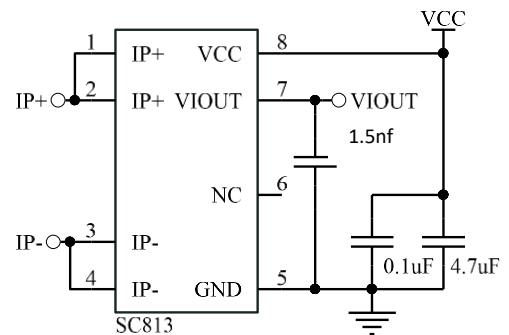 VCC
1 IP+ VCC 8
IP+ 2 IP+ VIOUT 7 VIOUT
1.5nf
NC 6
IP- 3 IP-
4 IP- GND 5
0.1uF 4.7uF
SC813